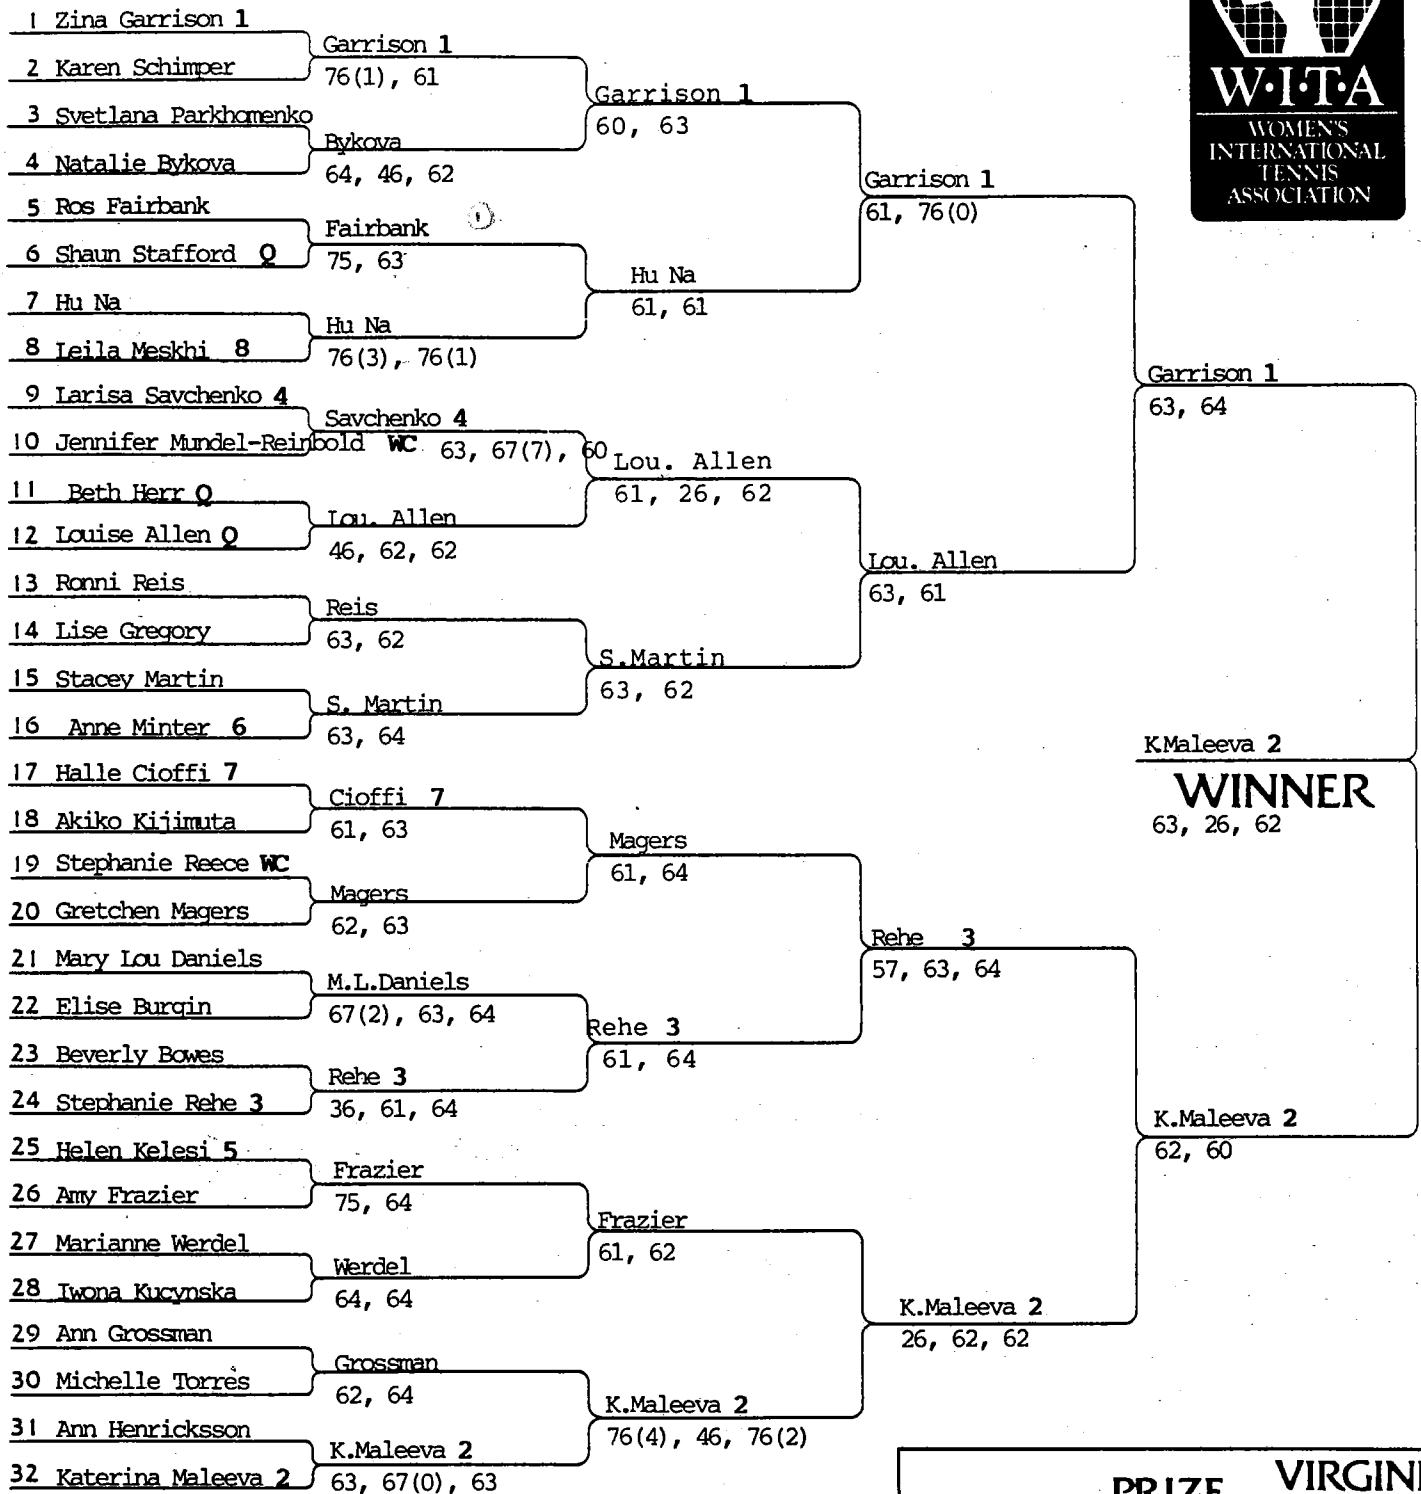 1 Zina Garrison 1
2 Karen Schimper
3 Svetlana Parkhomenko
4 Natalie Bykova
5 Ros Fairbank
6 Shaun Stafford Q
7 Hu Na
8 Leila Meskhi 8
9 Larisa Savchenko 4
10 Jennifer Mundel-Reinbold WC
11 Beth Herr Q
12 Louise Allen Q
13 Ronni Reis
14 Lise Gregory
15 Stacey Martin
16 Anne Minter 6
17 Halle Cioffi 7
18 Akiko Kijimuta
19 Stephanie Reece WC
20 Gretchen Magers
21 Mary Lou Daniels
22 Elise Burgin
23 Beverly Bowes
24 Stephanie Rehe 3
25 Helen Kelesi 5
26 Amy Frazier
27 Marianne Werdel
28 Iwona Kucynska
29 Ann Grossman
30 Michelle Torres
31 Ann Henricksson
32 Katerina Maleeva 2
Garrison 1
76(1), 61
Bykova
64, 46, 62
Fairbank
75, 63
Hu Na
76(3), 76(1)
Savchenko 4
63, 67(7), 60
Lou. Allen
46, 62, 62
Reis
63, 62
S. Martin
63, 64
Cioffi 7
61, 63
Magers
62, 63
M.L.Daniels
67(2), 63, 64
Rehe 3
36, 61, 64
Frazier
75, 64
Werdel
64, 64
Grossman
62, 64
K.Maleeva 2
63, 67(0), 63
Garrison 1
60, 63
Hu Na
61, 61
Lou. Allen
61, 26, 62
S.Martin
63, 62
Magers
61, 64
Rehe 3
61, 64
Frazier
61, 62
K.Maleeva 2
76(4), 46, 76(2)
Garrison 1
61, 76(0)
Lou. Allen
63, 61
Rehe 3
57, 63, 64
K.Maleeva 2
26, 62, 62
Garrison 1
63, 64
K.Maleeva 2
62, 60
K.Maleeva 2
WINNER
63, 26, 62
W·I·T·A
WOMEN'S
INTERNATIONAL
TENNIS
ASSOCIATION
PRIZE
VIRGIN